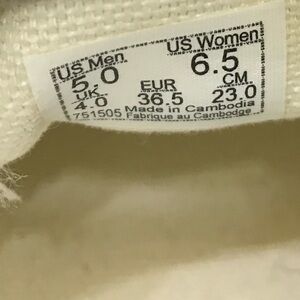 US Men US Women
5.0 6.5
UK EUR CM
4.0 36.5 23.0
751505 Made in Cambodia
Fabrique au Cambodge